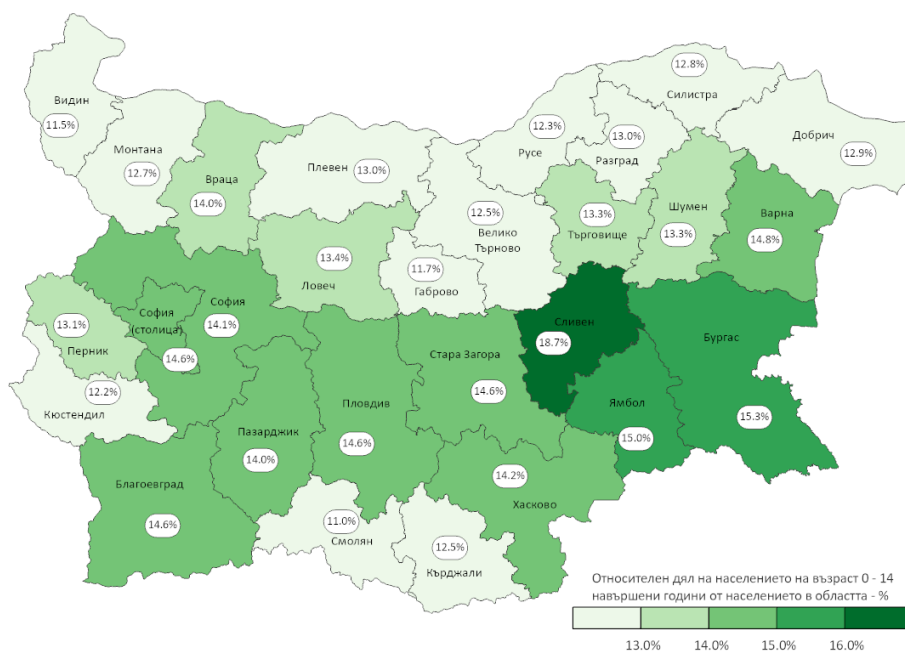 12.8%
Силистра
Видин
11.5%
12.3%
Русе
13.0%
Разград
Добрич
12.9%
Монтана
12.7%
Враца
14.0%
Плевен
13.0%
12.5%
Велико
Търново
13.3%
Търговище
Шумен
13.3%
Варна
14.8%
13.4%
Ловеч
11.7%
Габрово
13.1%
Перник
София
(столица)
14.6%
София
14.1%
Сливен
18.7%
Бургас
15.3%
Стара Загора
14.6%
12.2%
Кюстендил
Ямбол
15.0%
Пловдив
14.6%
Пазарджик
14.0%
Благоевград
14.6%
14.2%
Хасково
11.0%
Смолян
12.5%
Кърджали
Относителен дял на населението на възраст 0 - 14
навършени години от населението в областта - %
13.0% 14.0% 15.0% 16.0%